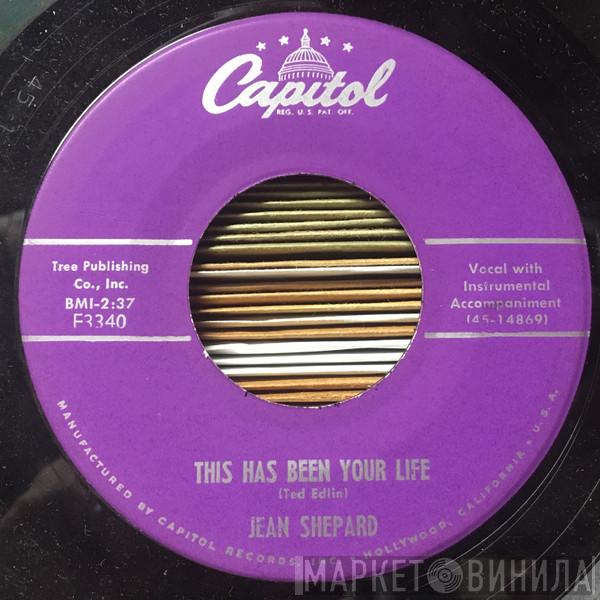 Capitol
REG. U.S. PAT. OFF.
Tree Publishing
Co., Inc.
BMI-2:37
F3340
Vocal with
Instrumental
Accompaniment
(45-14869)
THIS HAS BEEN YOUR LIFE
(Ted Edlin)
JEAN SHEPARD
MANUFACTURED BY CAPITOL RECORDS, INC., HOLLYWOOD, CALIFORNIA • U.S.A.
МАРКЕТ ВИНИЛА